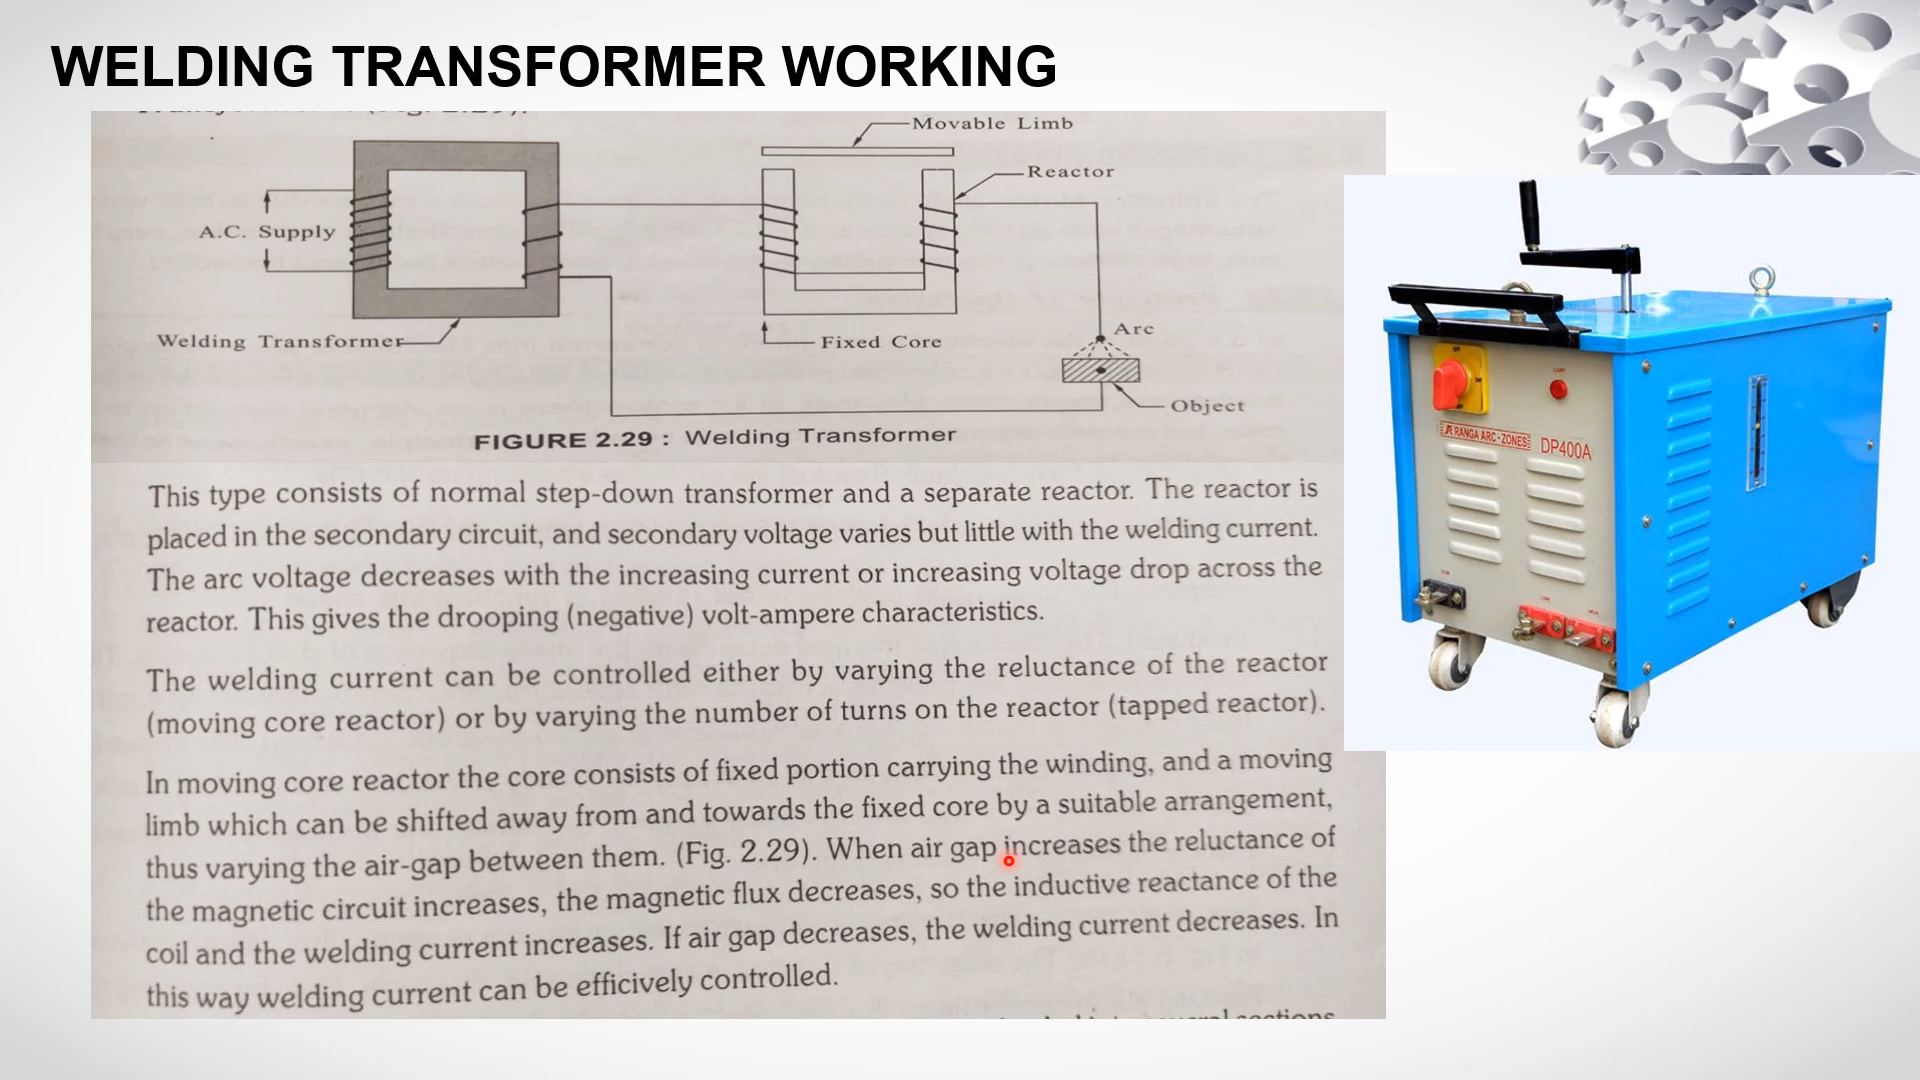 WELDING TRANSFORMER WORKING
Movable Limb
Reactor
A.C. Supply
Welding Transformer
Fixed Core
Arc
Object
FIGURE 2.29 : Welding Transformer
This type consists of normal step-down transformer and a separate reactor. The reactor is
placed in the secondary circuit, and secondary voltage varies but little with the welding current.
The arc voltage decreases with the increasing current or increasing voltage drop across the
reactor. This gives the drooping (negative) volt-ampere characteristics.
The welding current can be controlled either by varying the reluctance of the reactor
(moving core reactor) or by varying the number of turns on the reactor (tapped reactor).
In moving core reactor the core consists of fixed portion carrying the winding, and a moving
limb which can be shifted away from and towards the fixed core by a suitable arrangement,
thus varying the air-gap between them. (Fig. 2.29). When air gap increases the reluctance of
the magnetic circuit increases, the magnetic flux decreases, so the inductive reactance of the
coil and the welding current increases. If air gap decreases, the welding current decreases. In
this way welding current can be efficively controlled.
RANGA ARC-ZONES
DP400A